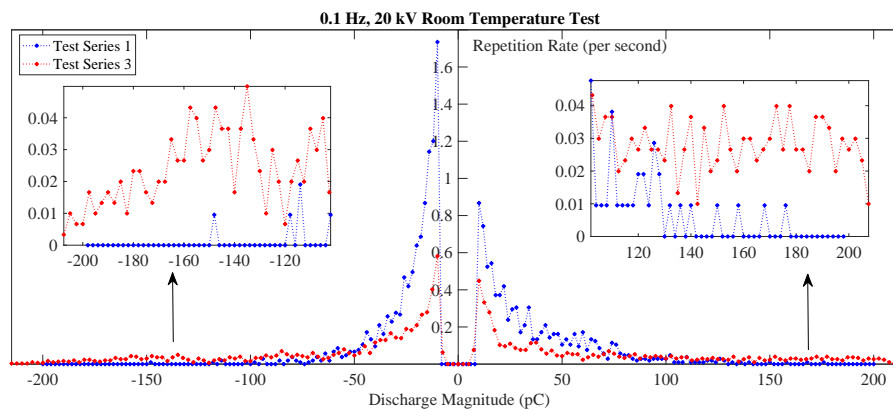 0.1 Hz, 20 kV Room Temperature Test
Test Series 1
Test Series 3
Repetition Rate (per second)
1.6
1.4
1.2
1
0.8
0.6
0.4
0.2
0
0.04
0.03
0.02
0.01
0
-200 -180 -160 -140 -120
0.04
0.03
0.02
0.01
0
120 140 160 180 200
-200 -150 -100 -50 0 50 100 150 200
Discharge Magnitude (pC)